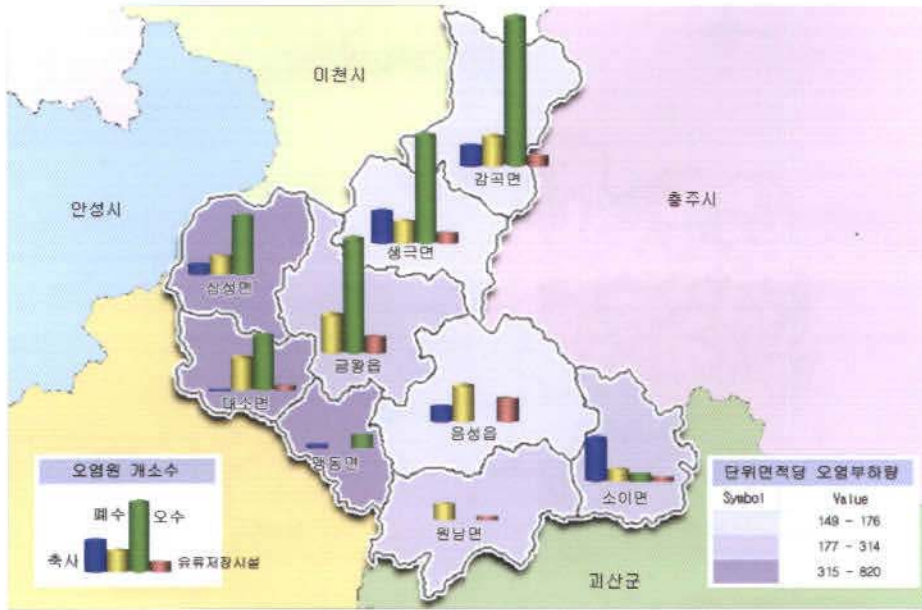 이천시
안성시
충주시
감곡면
생극면
삼성면
금왕읍
대소면
음성읍
맹동면
소이면
원남면
괴산군
오염원 개소수
폐수
오수
축사
유류저장시설
단위면적당 오염부하량
Symbol Value
149 - 176
177 - 314
315 - 820